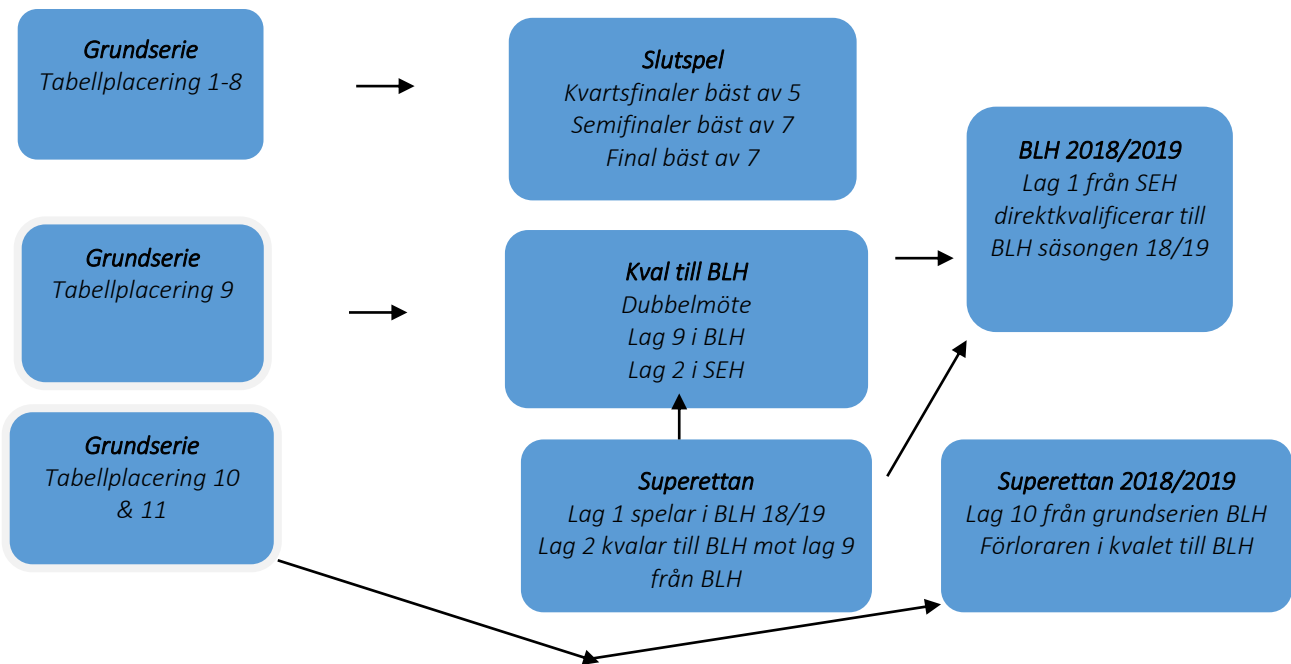 Grundserie
Tabellplacering 1-8
Slutspel
Kvartsfinaler bäst av 5
Semifinaler bäst av 7
Final bäst av 7
BLH 2018/2019
Lag 1 från SEH
direktkvalificerar till
BLH säsongen 18/19
Grundserie
Tabellplacering 9
Kval till BLH
Dubbelmöte
Lag 9 i BLH
Lag 2 i SEH
Grundserie
Tabellplacering 10
& 11
Superettan
Lag 1 spelar i BLH 18/19
Lag 2 kvalar till BLH mot lag 9
från BLH
Superettan 2018/2019
Lag 10 från grundserien BLH
Förloraren i kvalet till BLH